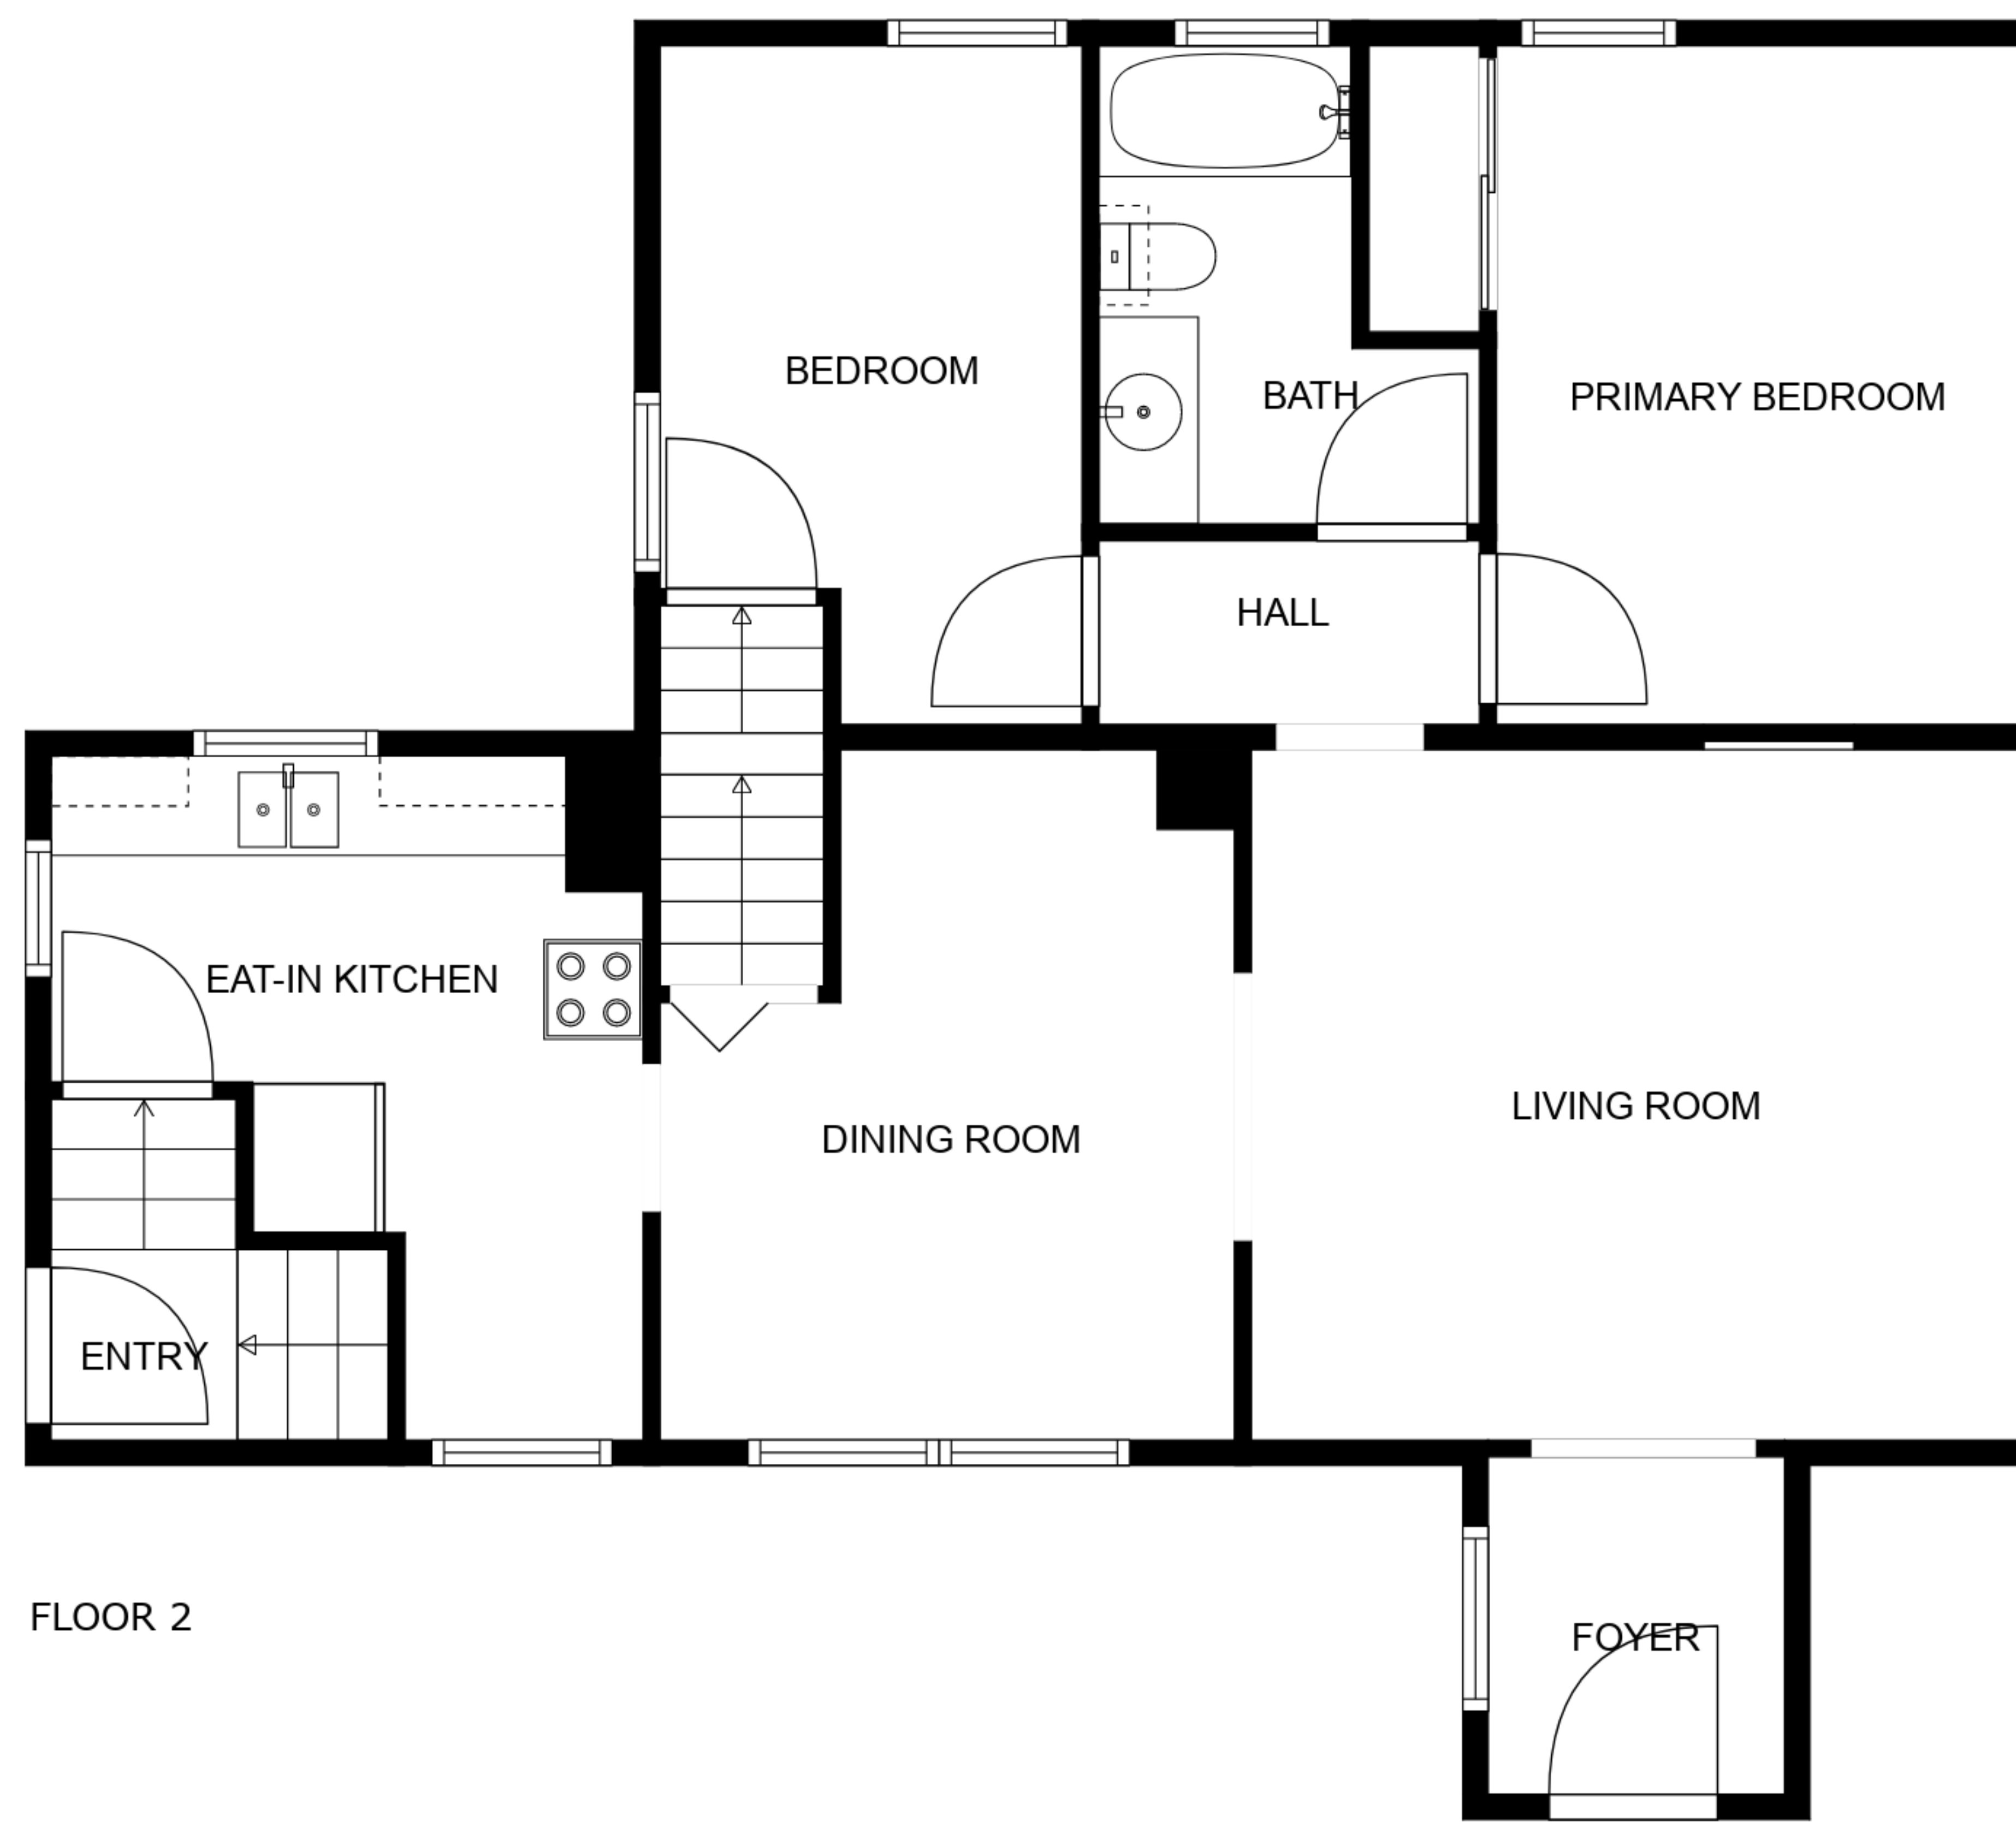 BEDROOM
BATH
PRIMARY BEDROOM
HALL
EAT-IN KITCHEN
DINING ROOM
LIVING ROOM
ENTRY
FLOOR 2
FOYER